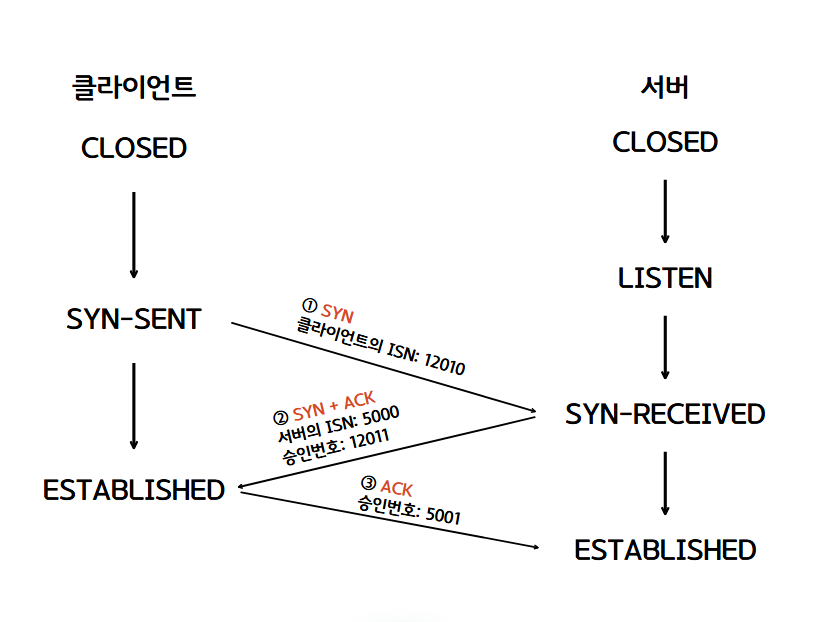 클라이언트
서버
CLOSED
CLOSED
LISTEN
SYN-SENT
① SYN
클라이언트의 ISN: 12010
② SYN + ACK
서버의 ISN: 5000
승인번호: 12011
SYN-RECEIVED
ESTABLISHED
③ ACK
승인번호: 5001
ESTABLISHED